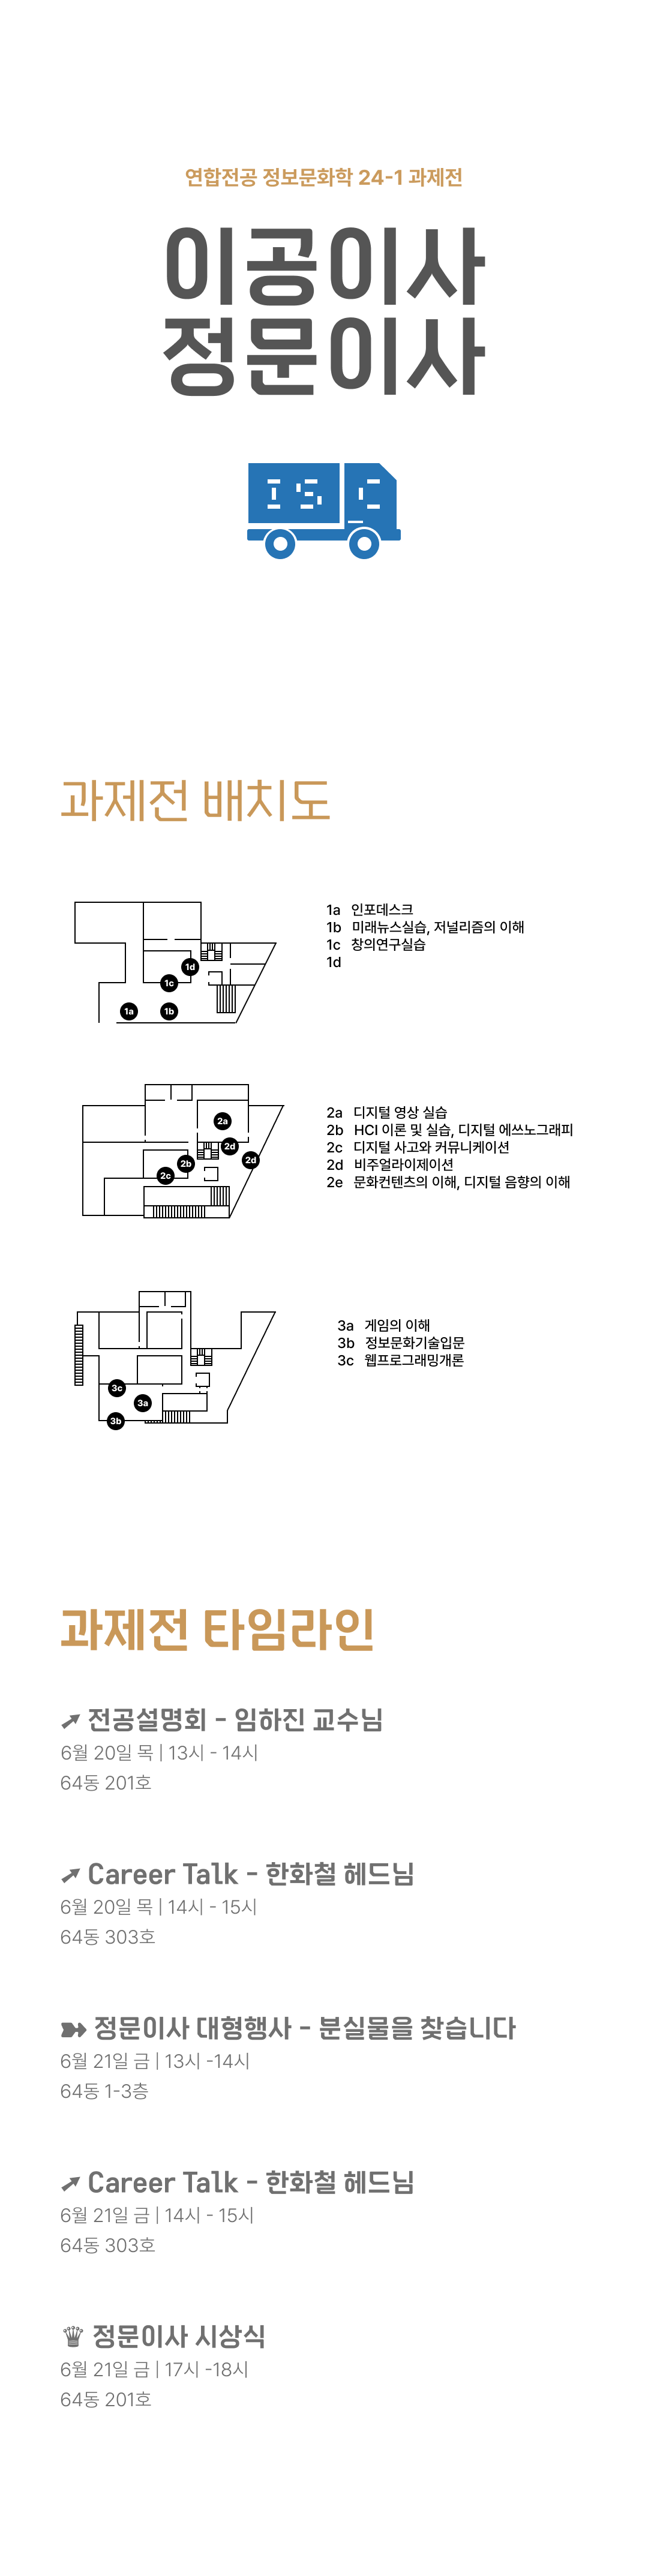 연합전공 정보문화학 24-1 과제전
이공이사
정문이사
ISC
과제전 배치도
1a 인포데스크
1b 미래뉴스실습, 저널리즘의 이해
1c 창의연구실습
1d
1d
1c
1a
1b
2a 디지털 영상 실습
2b HCI 이론 및 실습, 디지털 에쓰노그래피
2c 디지털 사고와 커뮤니케이션
2d 비주얼라이제이션
2e 문화컨텐츠의 이해, 디지털 음향의 이해
2a
2d
2d
2b
2c
3a 게임의 이해
3b 정보문화기술입문
3c 웹프로그래밍개론
3c
3a
3b
과제전 타임라인
➚ 전공설명회 - 임하진 교수님
6월 20일 목 | 13시 - 14시
64동 201호
➚ Career Talk - 한화철 헤드님
6월 20일 목 | 14시 - 15시
64동 303호
➽ 정문이사 대형행사 - 분실물을 찾습니다
6월 21일 금 | 13시 -14시
64동 1-3층
➚ Career Talk - 한화철 헤드님
6월 21일 금 | 14시 - 15시
64동 303호
♕ 정문이사 시상식
6월 21일 금 | 17시 -18시
64동 201호